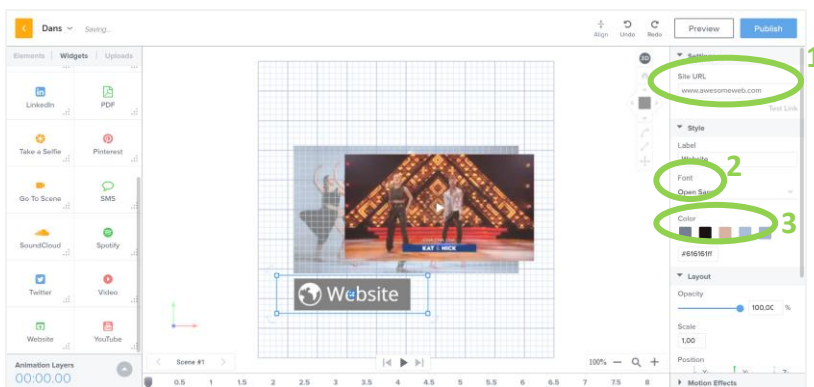 Dans
Saving...
Align
Undo
Redo
Preview
Publish
Elements
Widgets
Uploads
LinkedIn
PDF
Take a Selfie
Pinterest
Go To Scene
SMS
SoundCloud
Spotify
Twitter
Video
Website
YouTube
Animation Layers
00:00.00
3D
KAT & NICK
Website
Scene #1
100%
0.5 1 1.5 2 2.5 3 3.5 4 4.5 5 5.5 6 6.5 7 7.5 8
1
Site URL
www.awesomeweb.com
Test Link
Style
Label
Website
2
Font
Open Sans
Color
3
#616161ff
Layout
Opacity
100,00 %
Scale
1,00
Position
Motion Effects